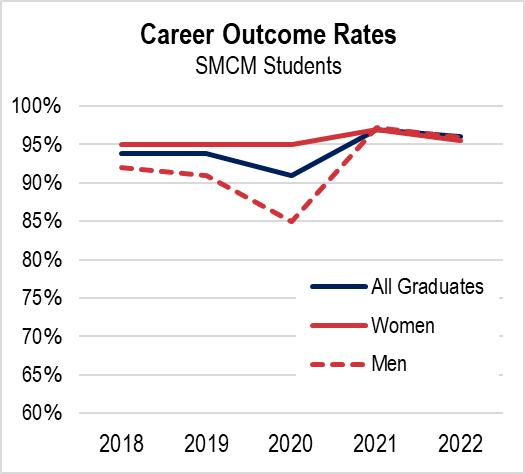 Career Outcome Rates
SMCM Students
100%
95%
90%
85%
80%
75%
70%
65%
60%
All Graduates
Women
Men
2018 2019 2020 2021 2022